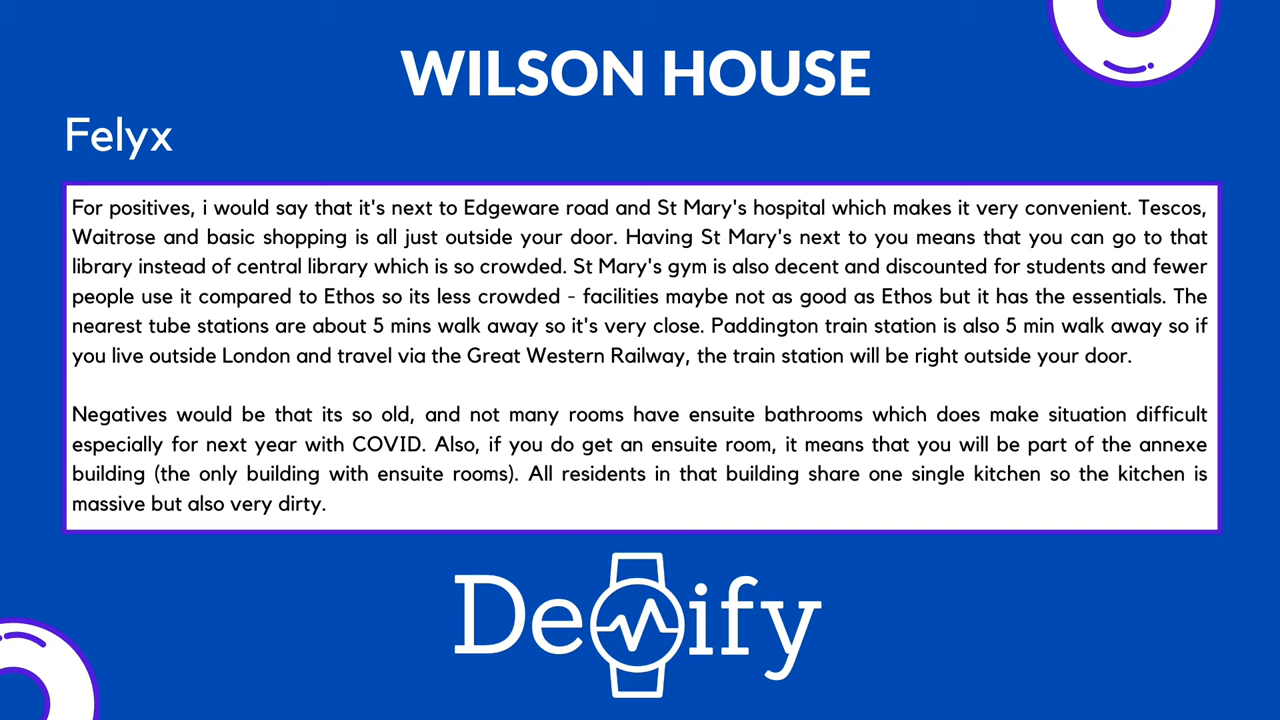 WILSON HOUSE
Felyx
For positives, i would say that it's next to Edgeware road and St Mary's hospital which makes it very convenient. Tescos,
Waitrose and basic shopping is all just outside your door. Having St Mary's next to you means that you can go to that
library instead of central library which is so crowded. St Mary's gym is also decent and discounted for students and fewer
people use it compared to Ethos so its less crowded - facilities maybe not as good as Ethos but it has the essentials. The
nearest tube stations are about 5 mins walk away so it's very close. Paddington train station is also 5 min walk away so if
you live outside London and travel via the Great Western Railway, the train station will be right outside your door.
Negatives would be that its so old, and not many rooms have ensuite bathrooms which does make situation difficult
especially for next year with COVID. Also, if you do get an ensuite room, it means that you will be part of the annexe
building (the only building with ensuite rooms). All residents in that building share one single kitchen so the kitchen is
massive but also very dirty.
De ify